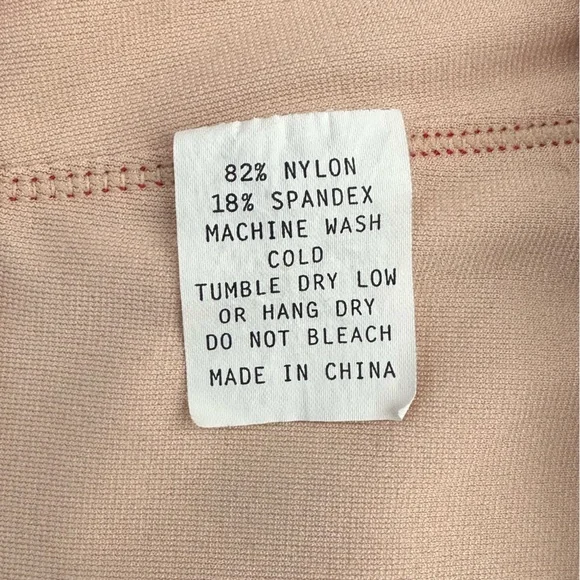 82% NYLON
18% SPANDEX
MACHINE WASH
COLD
TUMBLE DRY LOW
OR HANG DRY
DO NOT BLEACH
MADE IN CHINA